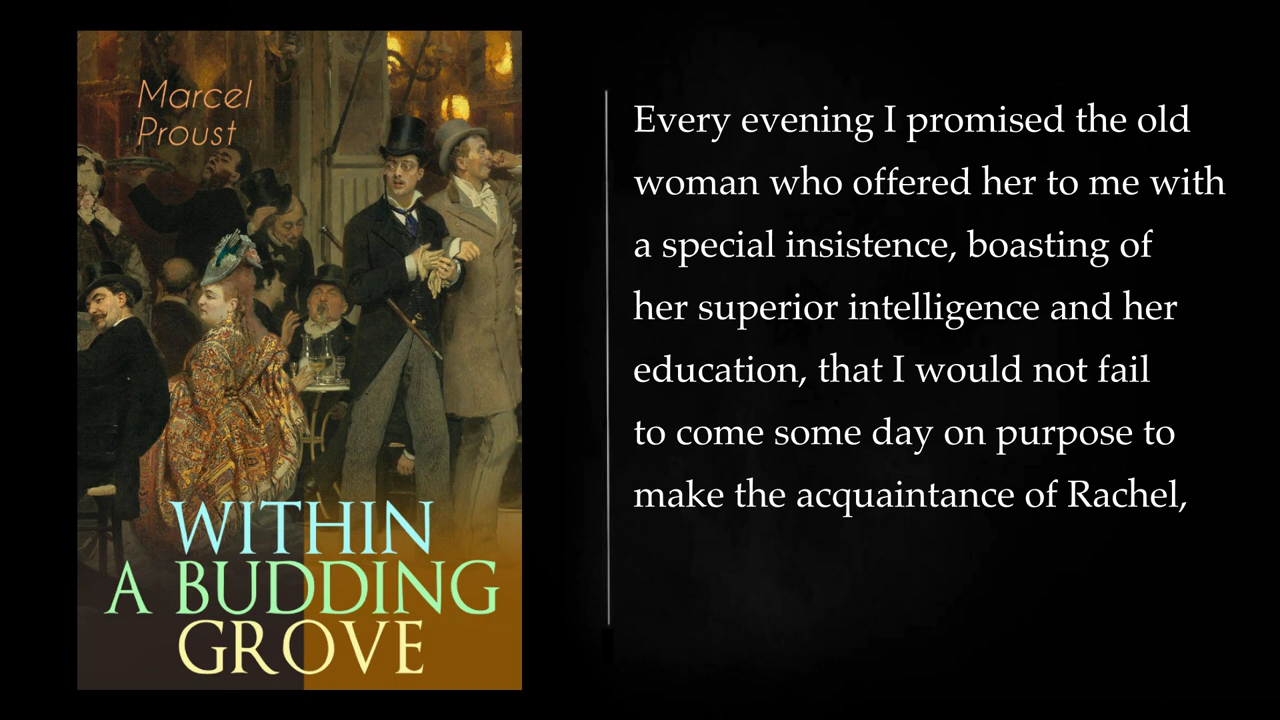 Marcel
Proust
WITHIN
A BUDDING
GROVE
Every evening I promised the old
woman who offered her to me with
a special insistence, boasting of
her superior intelligence and her
education, that I would not fail
to come some day on purpose to
make the acquaintance of Rachel,